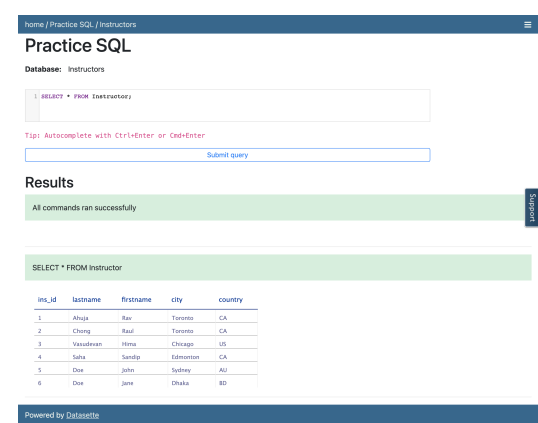 home / Practice SQL / Instructors
Practice SQL
Database: Instructors
1 SELECT * FROM Instructor;
Tip: Autocomplete with Ctrl+Enter or Cmd+Enter
Submit query
Results
Support
All commands ran successfully
SELECT * FROM Instructor
ins_id lastname firstname city country
1 Ahuja Rav Toronto CA
2 Chong Raul Toronto CA
3 Vasudevan Hima Chicago US
4 Saha Sandip Edmonton CA
5 Doe John Sydney AU
6 Doe Jane Dhaka BD
Powered by Datasette